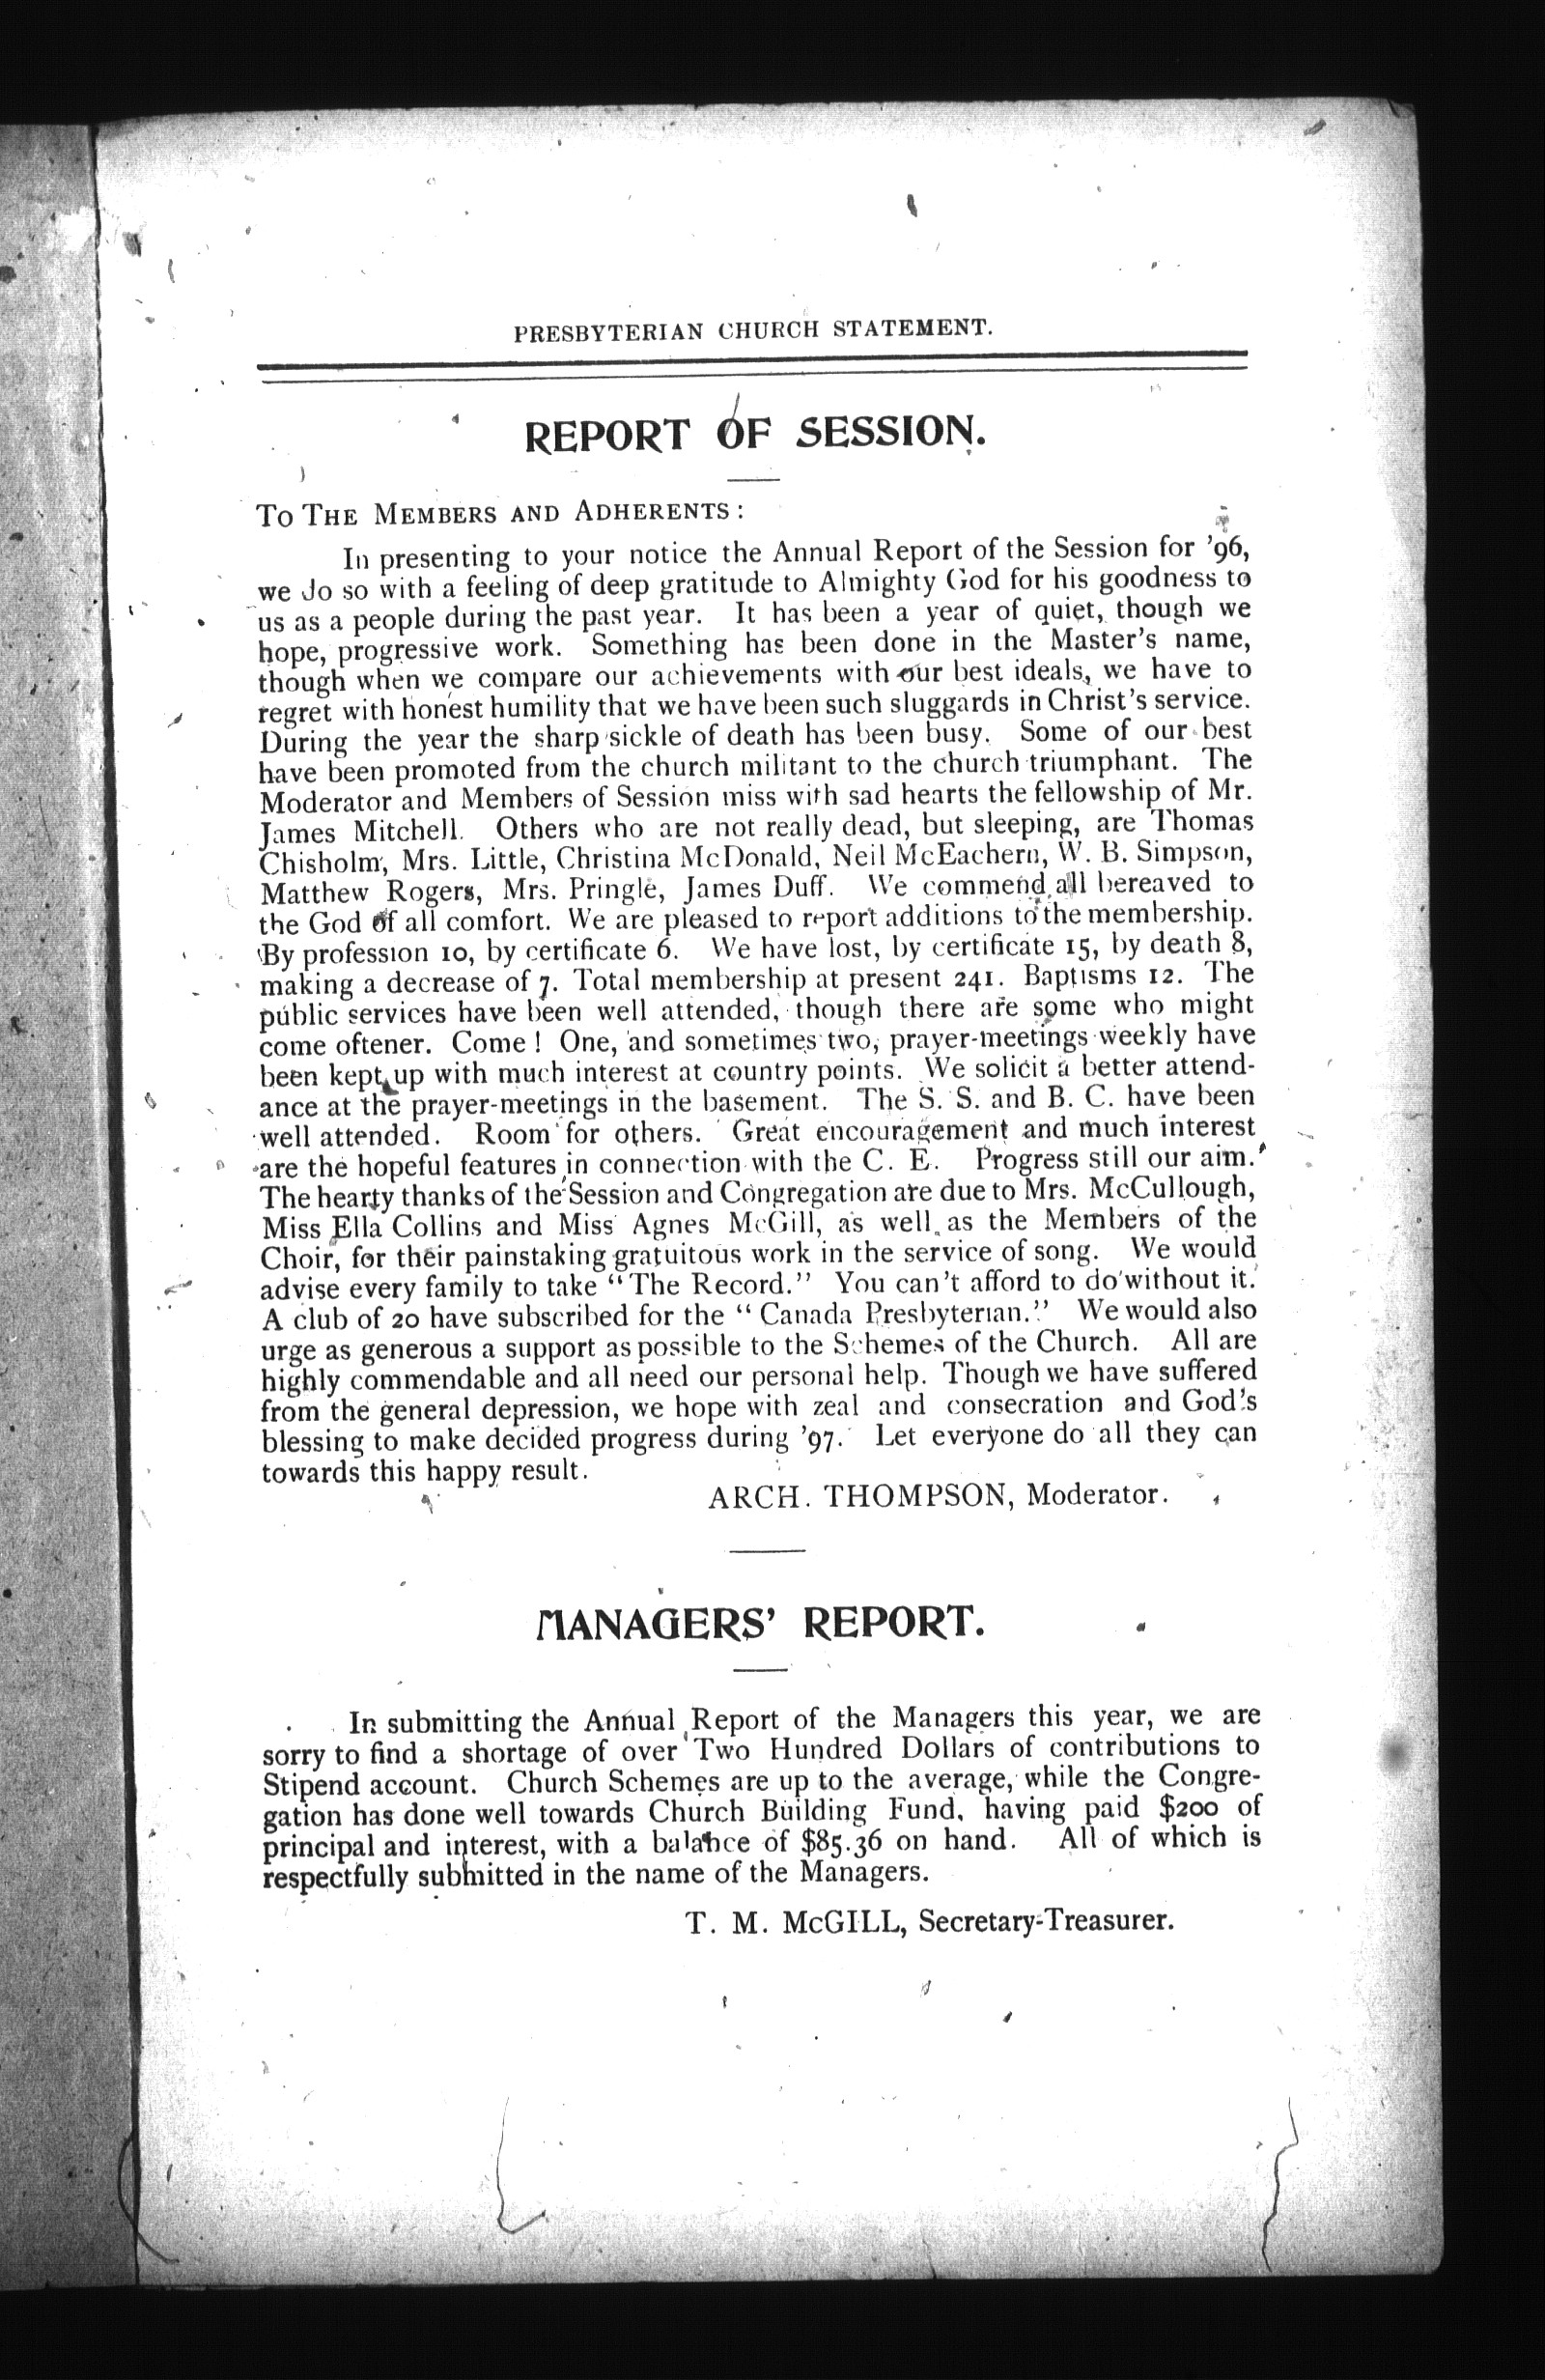 PRESBYTERIAN CHURCH STATEMENT.
REPORT OF SESSION.
TO THE MEMBERS AND ADHERENTS:
In presenting to your notice the Annual Report of the Session for '96,
we do so with a feeling of deep gratitude to Almighty God for his goodness to
us as a people during the past year. It has been a year of quiet, though we
hope, progressive work. Something has been done in the Master's name,
though when we compare our achievements with our best ideals, we have to
regret with honest humility that we have been such sluggards in Christ's service.
During the year the sharp sickle of death has been busy. Some of our best
have been promoted from the church militant to the church triumphant. The
Moderator and Members of Session miss with sad hearts the fellowship of Mr.
James Mitchell. Others who are not really dead, but sleeping, are Thomas
Chisholm, Mrs. Little, Christina McDonald, Neil McEachern, W. B. Simpson,
Matthew Rogers, Mrs. Pringle, James Duff. We commend all bereaved to
the God of all comfort. We are pleased to report additions to the membership.
By profession 10, by certificate 6. We have lost, by certificate 15, by death 8,
making a decrease of 7. Total membership at present 241. Baptisms 12. The
public services have been well attended, though there are some who might
come oftener. Come! One, and sometimes two, prayer-meetings weekly have
been kept up with much interest at country points. We solicit a better attend-
ance at the prayer-meetings in the basement. The S. S. and B. C. have been
well attended. Room for others. Great encouragement and much interest
are the hopeful features in connection with the C. E. Progress still our aim.
The hearty thanks of the Session and Congregation are due to Mrs. McCullough,
Miss Ella Collins and Miss Agnes McGill, as well as the Members of the
Choir, for their painstaking gratuitous work in the service of song. We would
advise every family to take "The Record." You can't afford to do without it.
A club of 20 have subscribed for the "Canada Presbyterian." We would also
urge as generous a support as possible to the Schemes of the Church. All are
highly commendable and all need our personal help. Though we have suffered
from the general depression, we hope with zeal and consecration and God's
blessing to make decided progress during '97. Let everyone do all they can
towards this happy result.
ARCH. THOMPSON, Moderator.
MANAGERS' REPORT.
In submitting the Annual Report of the Managers this year, we are
sorry to find a shortage of over Two Hundred Dollars of contributions to
Stipend account. Church Schemes are up to the average, while the Congre-
gation has done well towards Church Building Fund, having paid $200 of
principal and interest, with a balance of $85.36 on hand. All of which is
respectfully submitted in the name of the Managers.
T. M. McGILL, Secretary-Treasurer.